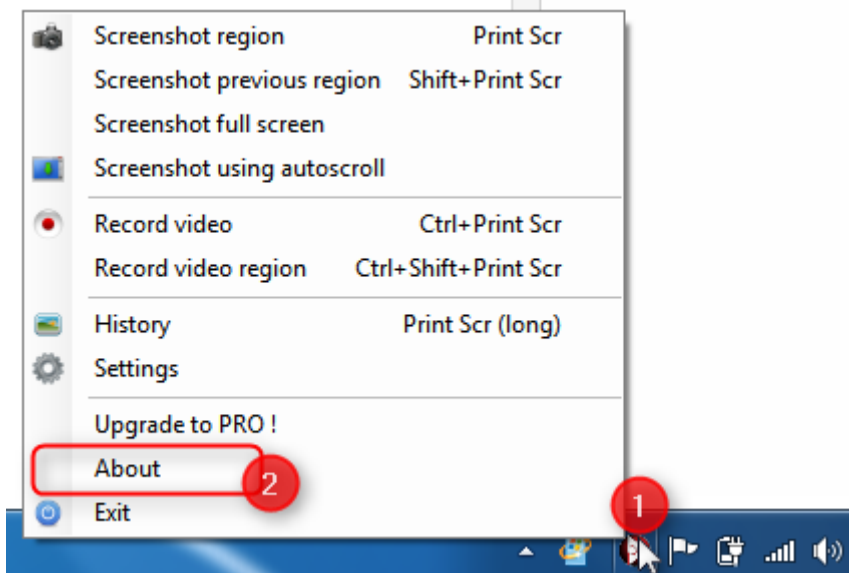 Screenshot region Print Scr
Screenshot previous region Shift+Print Scr
Screenshot full screen
Screenshot using autoscroll
Record video Ctrl+Print Scr
Record video region Ctrl+Shift+Print Scr
History Print Scr (long)
Settings
Upgrade to PRO !
About
2
Exit
1